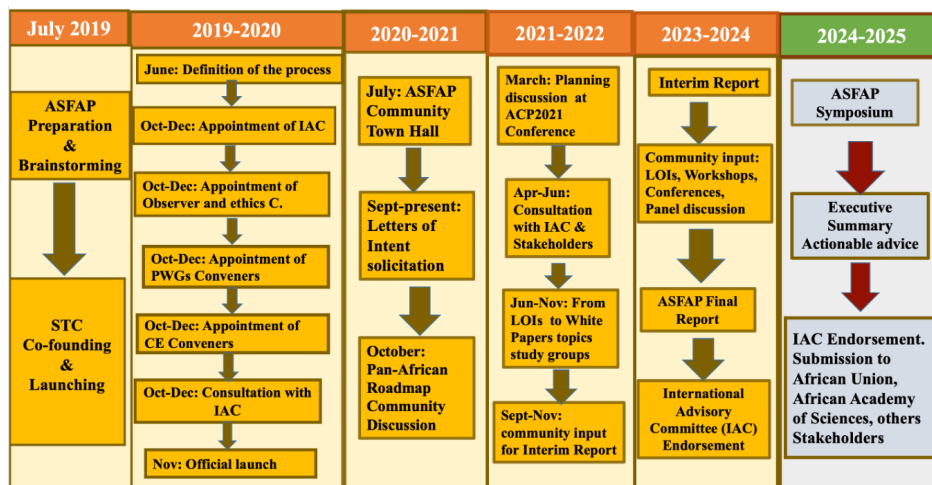 July 2019
ASFAP
Preparation
&
Brainstorming
STC
Co-founding
&
Launching
2019-2020
June: Definition of the process
Oct-Dec: Appointment of IAC
Oct-Dec: Appointment of
Observer and ethics C.
Oct-Dec: Appointment of
PWGs Conveners
Oct-Dec: Appointment of
CE Conveners
Oct-Dec: Consultation with
IAC
Nov: Official launch
2020-2021
July: ASFAP
Community
Town Hall
Sept-present:
Letters of
Intent
solicitation
October:
Pan-African
Roadmap
Community
Discussion
2021-2022
March: Planning
discussion at
ACP2021
Conference
Apr-Jun:
Consultation
with IAC &
Stakeholders
Jun-Nov: From
LOIs to White
Papers topics
study groups
Sept-Nov:
community input
for Interim Report
2023-2024
Interim Report
Community input:
LOIs, Workshops,
Conferences,
Panel discussion
ASFAP Final
Report
International
Advisory
Committee (IAC)
Endorsement
2024-2025
ASFAP
Symposium
Executive
Summary
Actionable advice
IAC Endorsement.
Submission to
African Union,
African Academy
of Sciences, others
Stakeholders